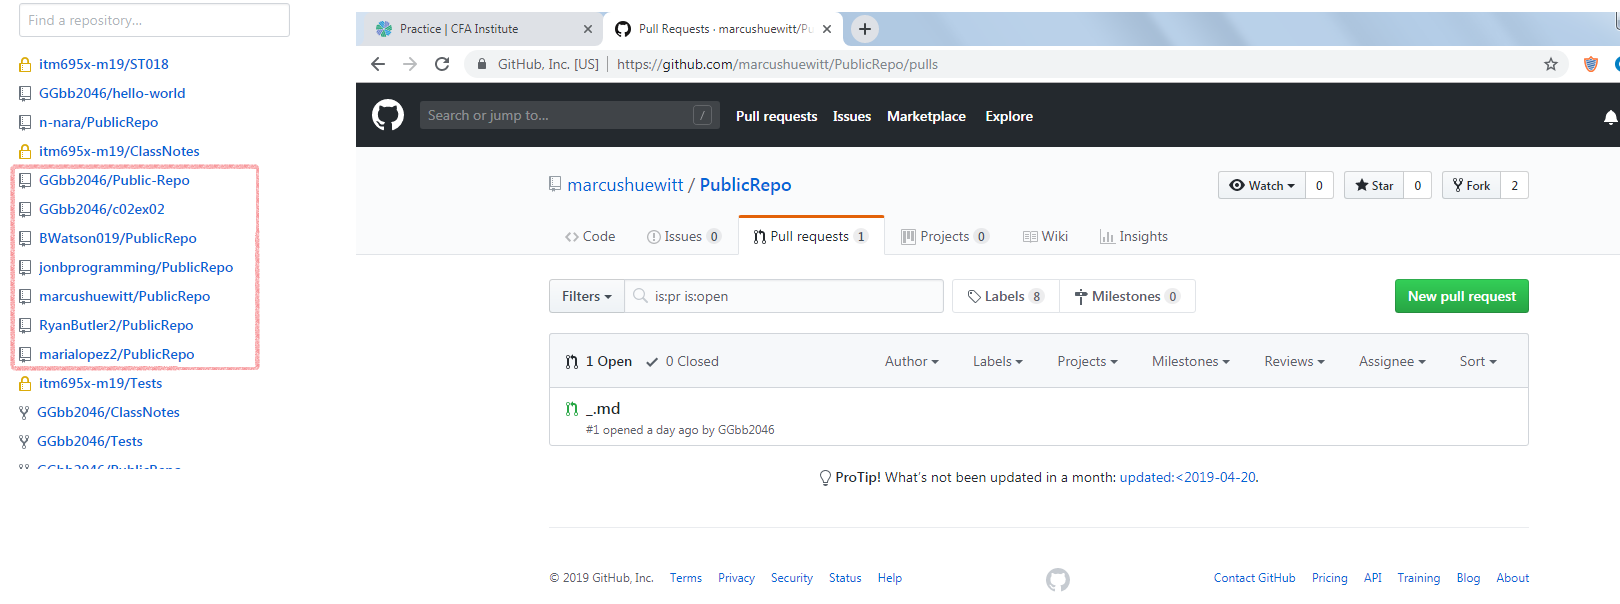 Find a repository...
itm695x-m19/ST018
GGbb2046/hello-world
n-nara/PublicRepo
itm695x-m19/ClassNotes
GGbb2046/Public-Repo
GGbb2046/c02ex02
BWatson019/PublicRepo
jonbprogramming/PublicRepo
marcushuewitt/PublicRepo
RyanButler2/PublicRepo
marialopez2/PublicRepo
itm695x-m19/Tests
GGbb2046/ClassNotes
GGbb2046/Tests
GGbb2046/PublicRepo
Practice | CFA Institute
Pull Requests · marcushuewitt/Pu
GitHub, Inc. [US] | https://github.com/marcushuewitt/PublicRepo/pulls
Search or jump to... / Pull requests Issues Marketplace Explore
marcushuewitt / PublicRepo Watch 0 Star 0 Fork 2
Code Issues 0 Pull requests 1 Projects 0 Wiki Insights
Filters is:pr is:open Labels 8 Milestones 0 New pull request
1 Open 0 Closed Author Labels Projects Milestones Reviews Assignee Sort
_.md
#1 opened a day ago by GGbb2046
ProTip! What's not been updated in a month: updated:<2019-04-20.
© 2019 GitHub, Inc. Terms Privacy Security Status Help Contact GitHub Pricing API Training Blog About